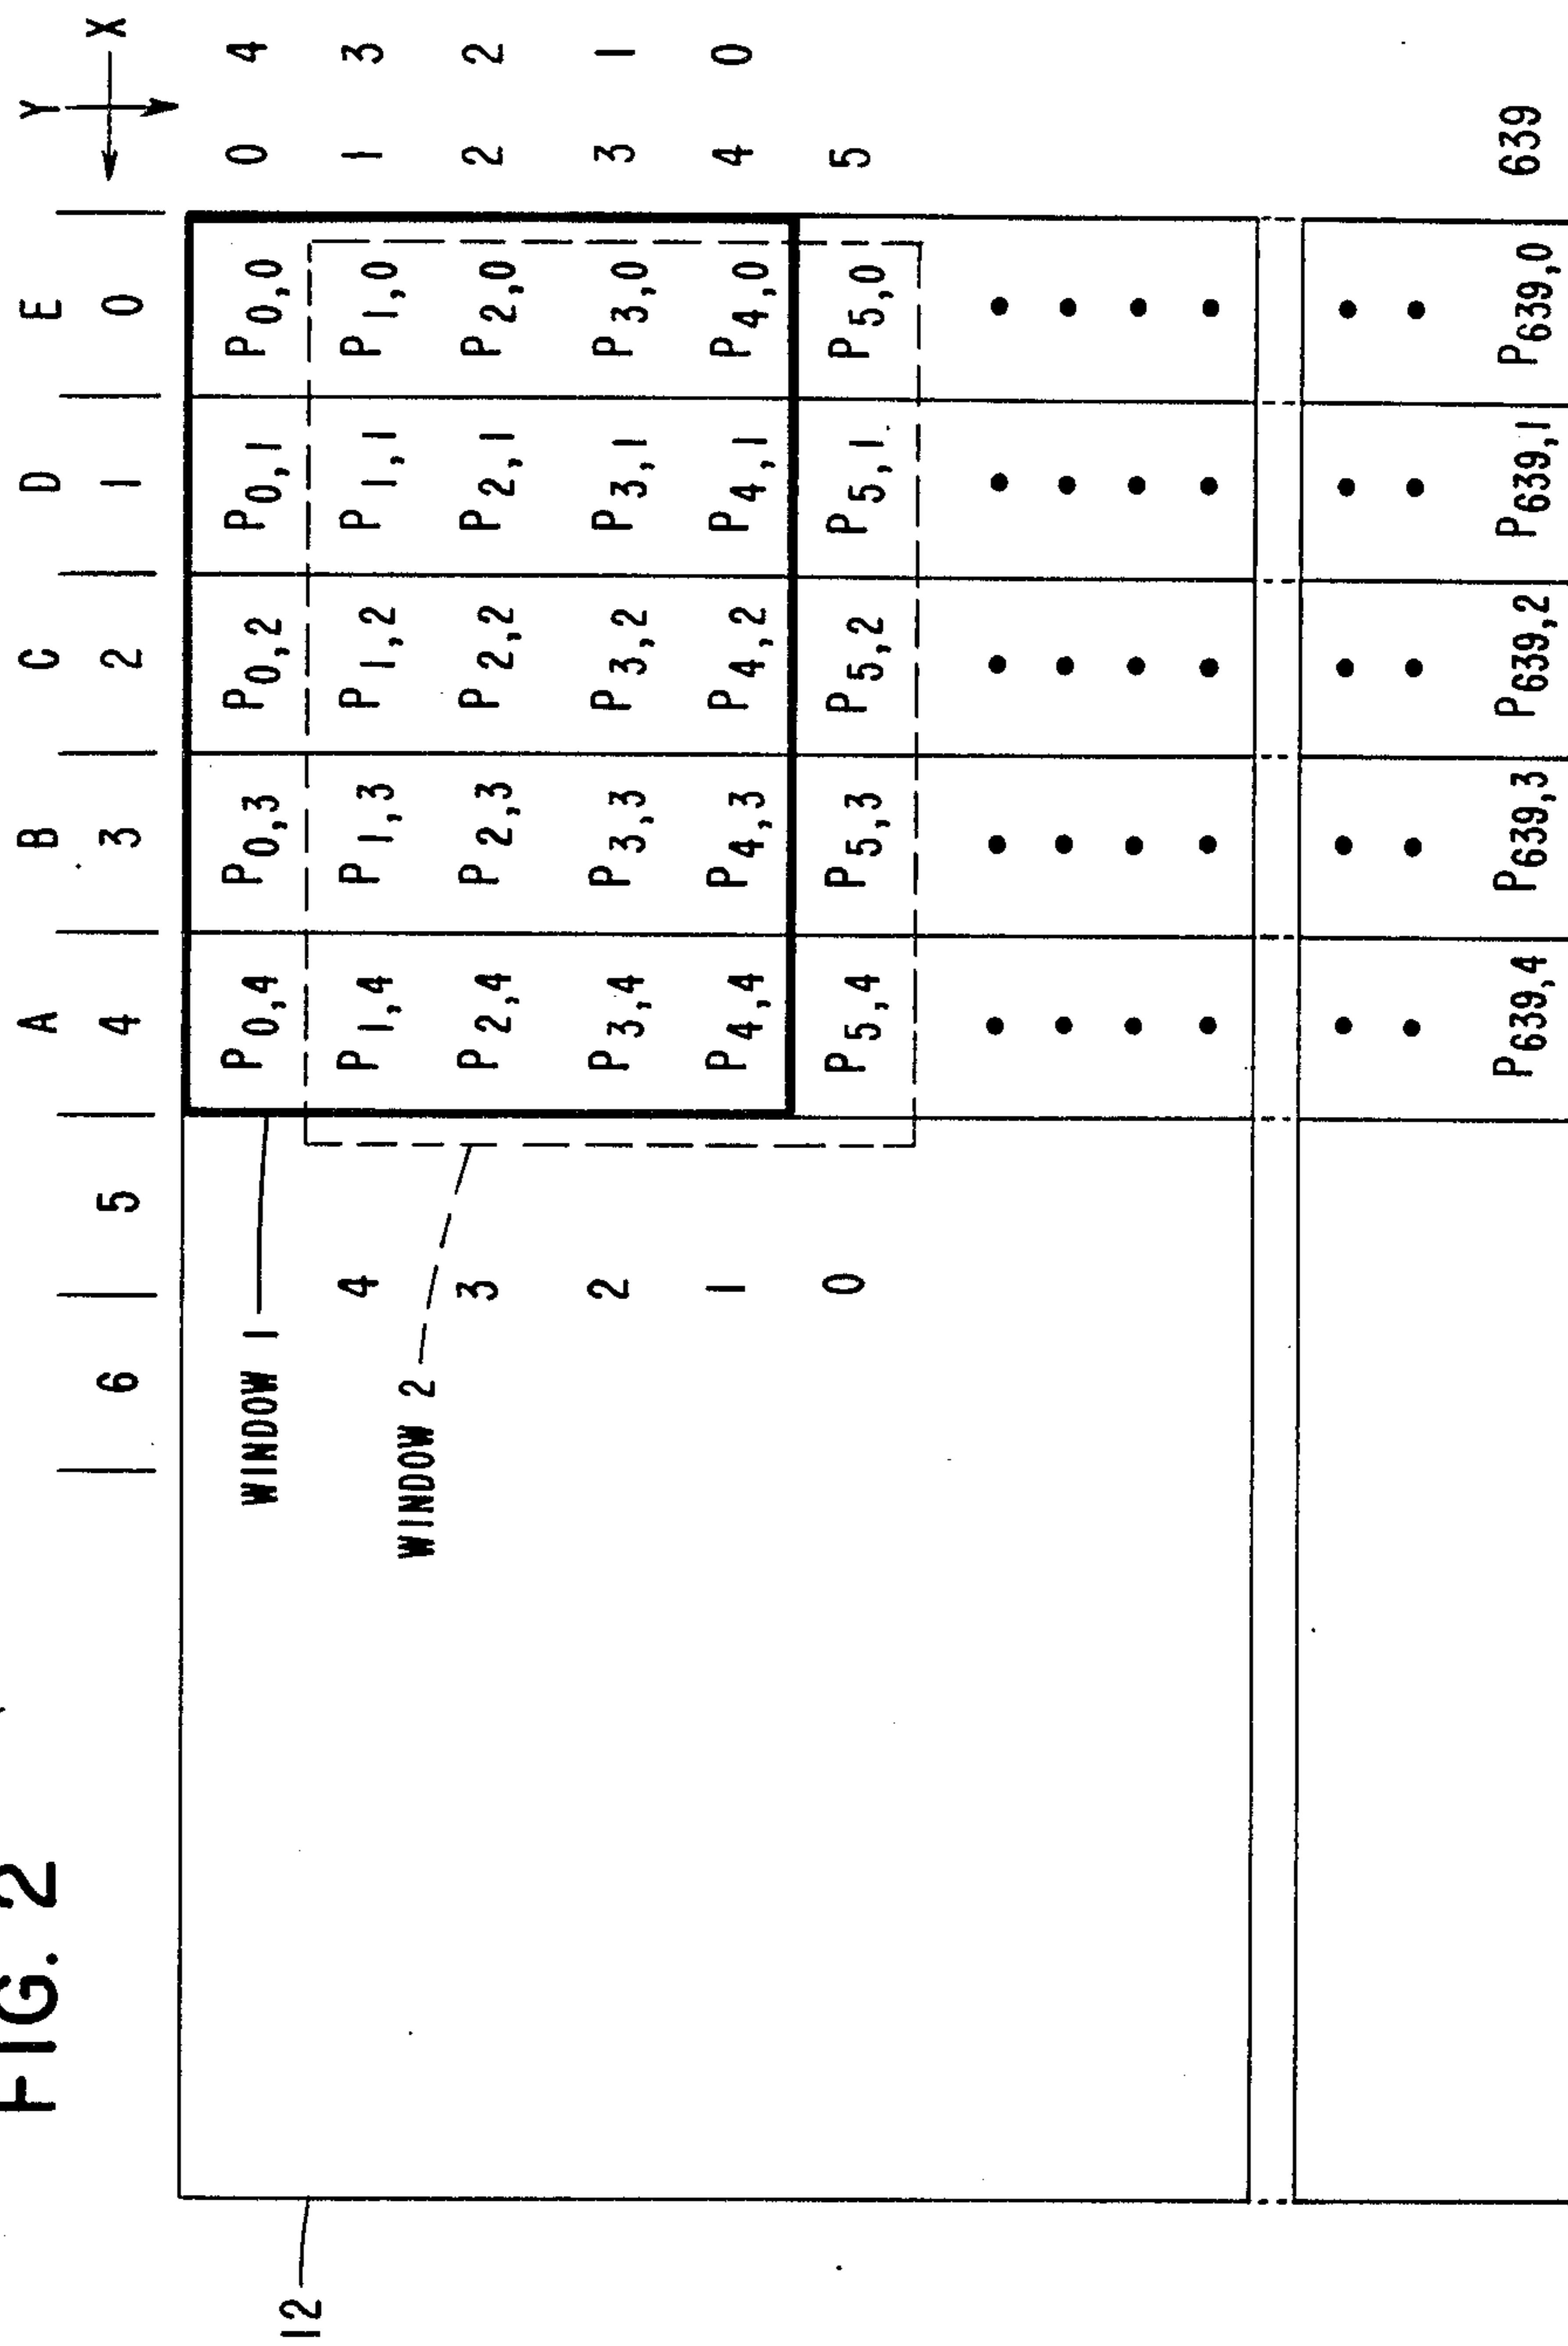 FIG. 2
A B C D E Y
6 5 4 3 2 1 0 X
WINDOW 1 P0,4 P0,3 P0,2 P0,1 P0,0 0 4
12
4 P1,4 P1,3 P1,2 P1,1 P1,0 1 3
WINDOW 2
3 P2,4 P2,3 P2,2 P2,1 P2,0 2 2
2 P3,4 P3,3 P3,2 P3,1 P3,0 3 1
1 P4,4 P4,3 P4,2 P4,1 P4,0 4 0
0 P5,4 P5,3 P5,2 P5,1 P5,0 5
P639,4 P639,3 P639,2 P639,1 P639,0 639